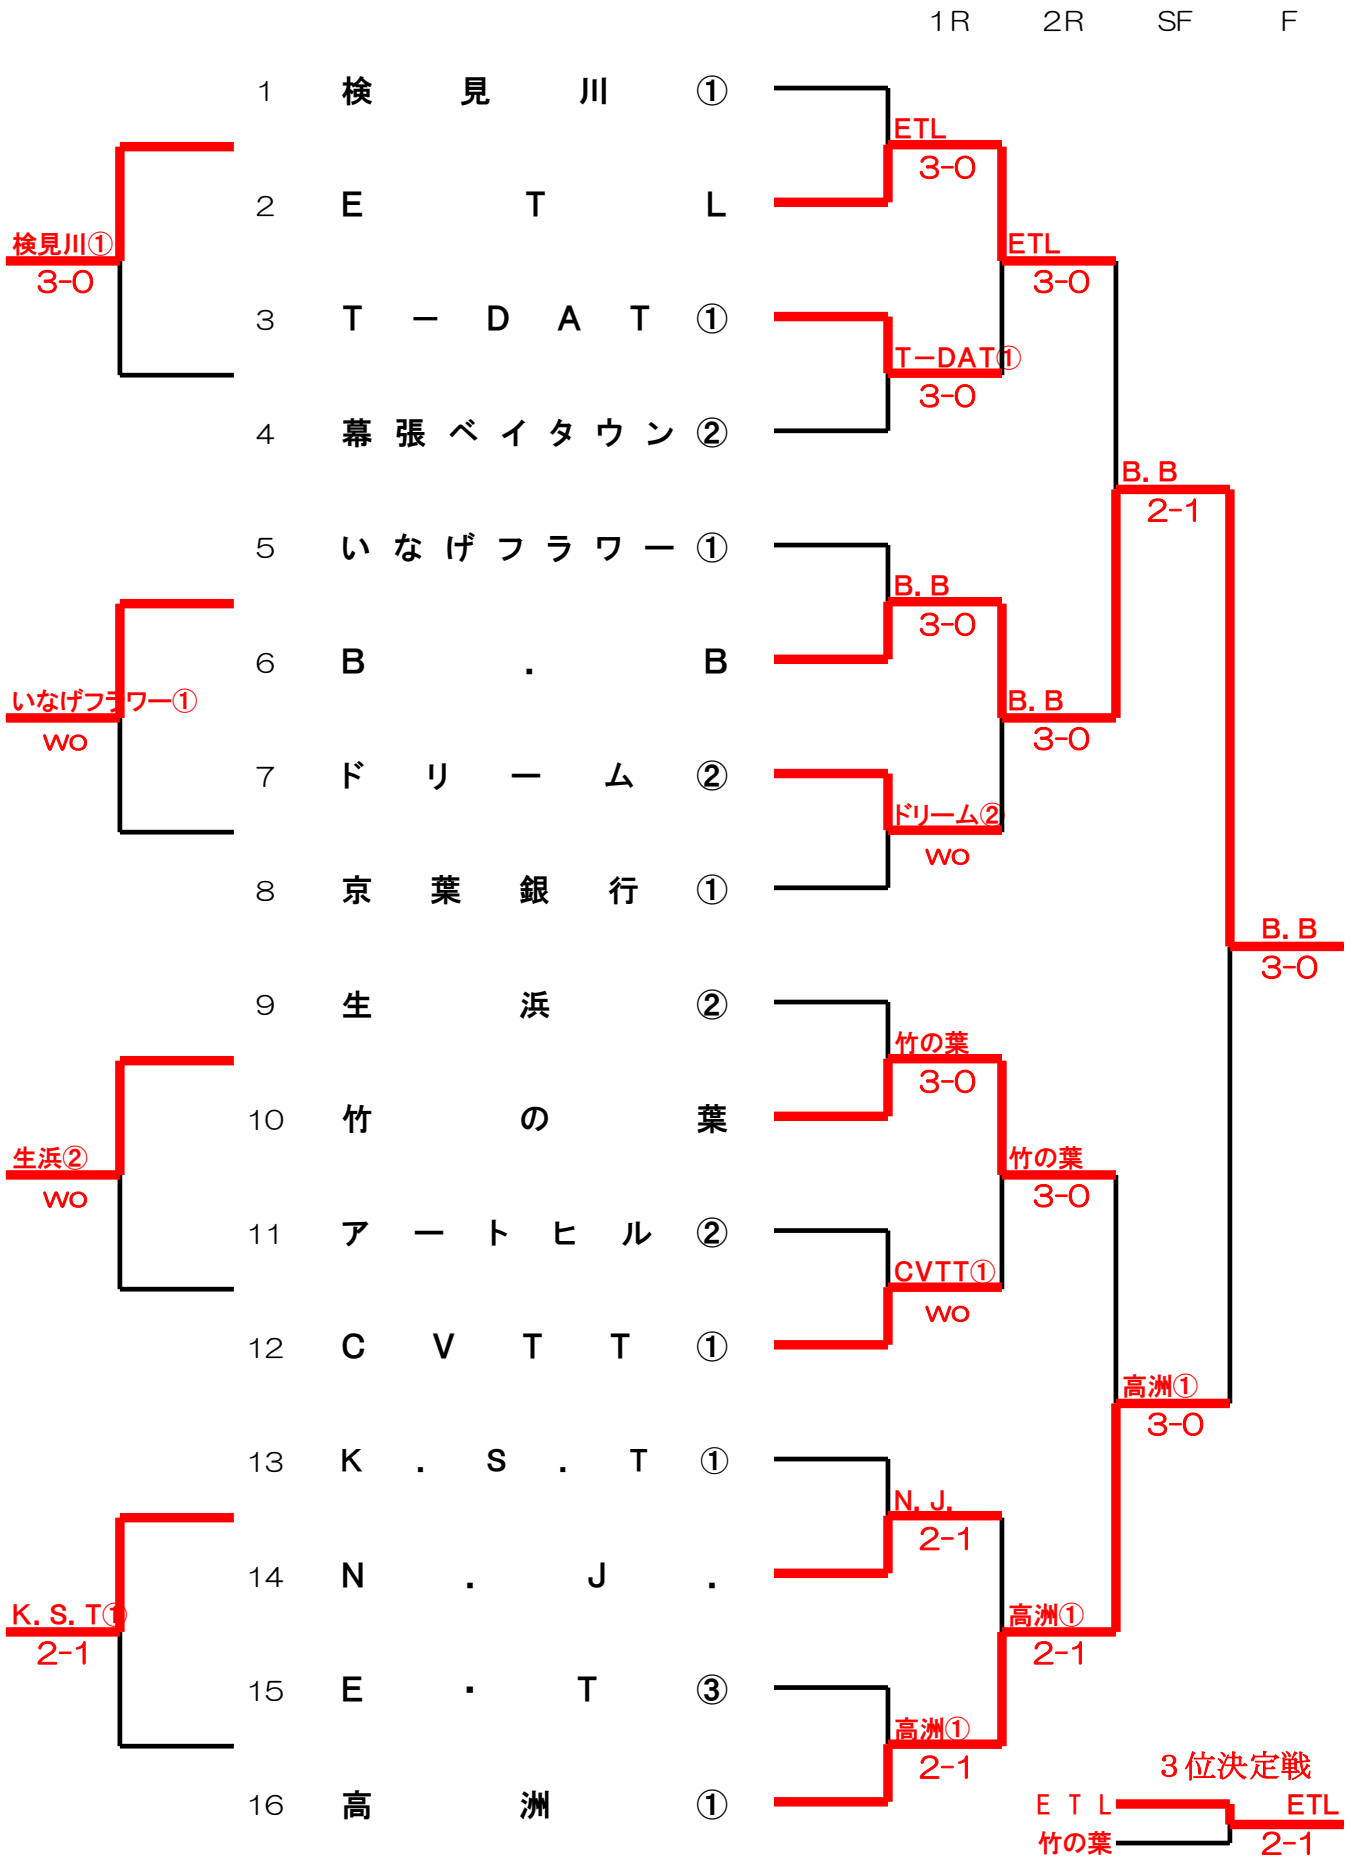 1R 2R SF F
1 検見川①
ETL
3-0
2 ETL
検見川①
3-0
ETL
3-0
3 T－DAT①
T－DAT①
3-0
4 幕張ベイタウン②
B.B
2-1
5 いなげフラワー①
B.B
3-0
6 B.B
いなげフラワー①
wo
B.B
3-0
7 ドリーム②
ドリーム②
wo
8 京葉銀行①
B.B
3-0
9 生浜②
竹の葉
3-0
10 竹の葉
生浜②
wo
竹の葉
3-0
11 アートヒル②
CVTT①
wo
12 CVTT①
高洲①
3-0
13 K.S.T①
N.J.
2-1
14 N.J.
K.S.T①
2-1
高洲①
2-1
15 E・T③
高洲①
2-1
16 高洲①
３位決定戦
ＥＴＬ
ETL
竹の葉
2-1